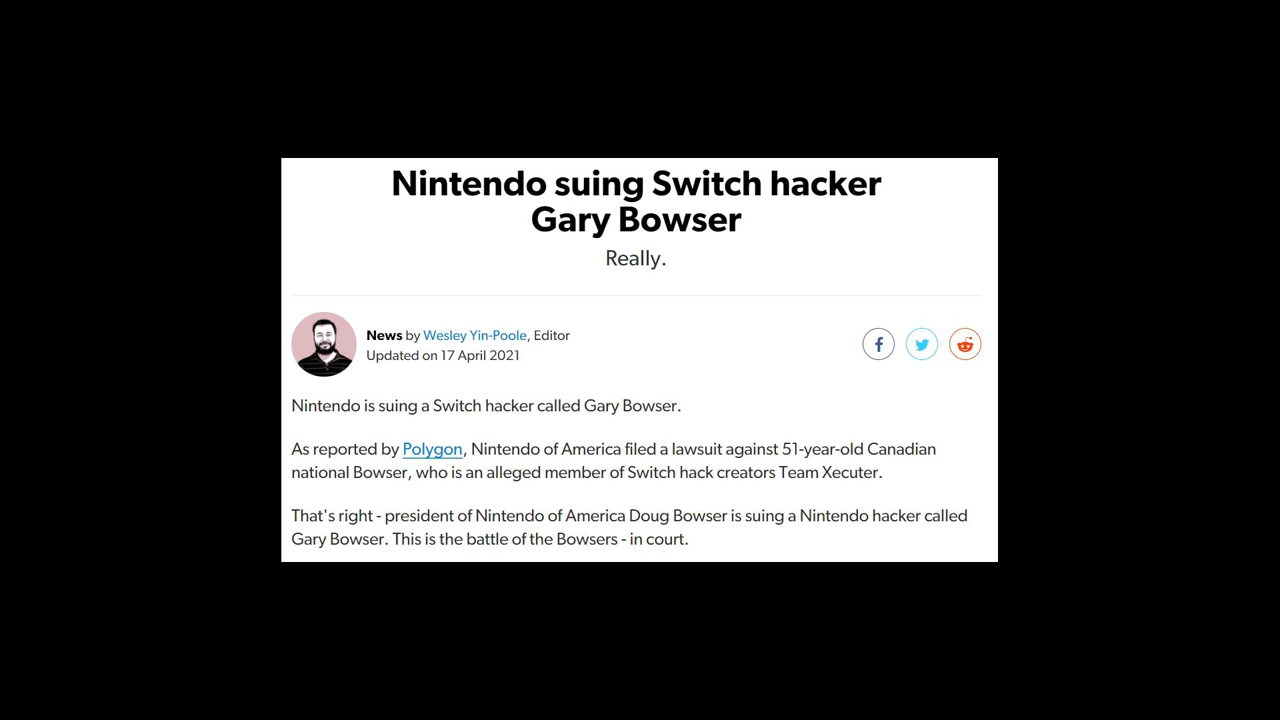 Nintendo suing Switch hacker
Gary Bowser
Really.
News by Wesley Yin-Poole, Editor
Updated on 17 April 2021
Nintendo is suing a Switch hacker called Gary Bowser.
As reported by Polygon, Nintendo of America filed a lawsuit against 51-year-old Canadian
national Bowser, who is an alleged member of Switch hack creators Team Xecuter.
That's right - president of Nintendo of America Doug Bowser is suing a Nintendo hacker called
Gary Bowser. This is the battle of the Bowsers - in court.